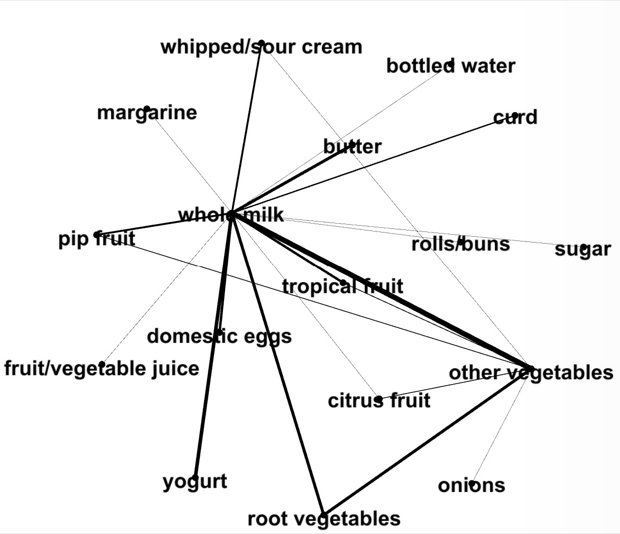 whipped/sour cream
bottled water
margarine
curd
butter
whole milk
pip fruit
rolls/buns
sugar
tropical fruit
domestic eggs
fruit/vegetable juice
other vegetables
citrus fruit
yogurt
onions
root vegetables